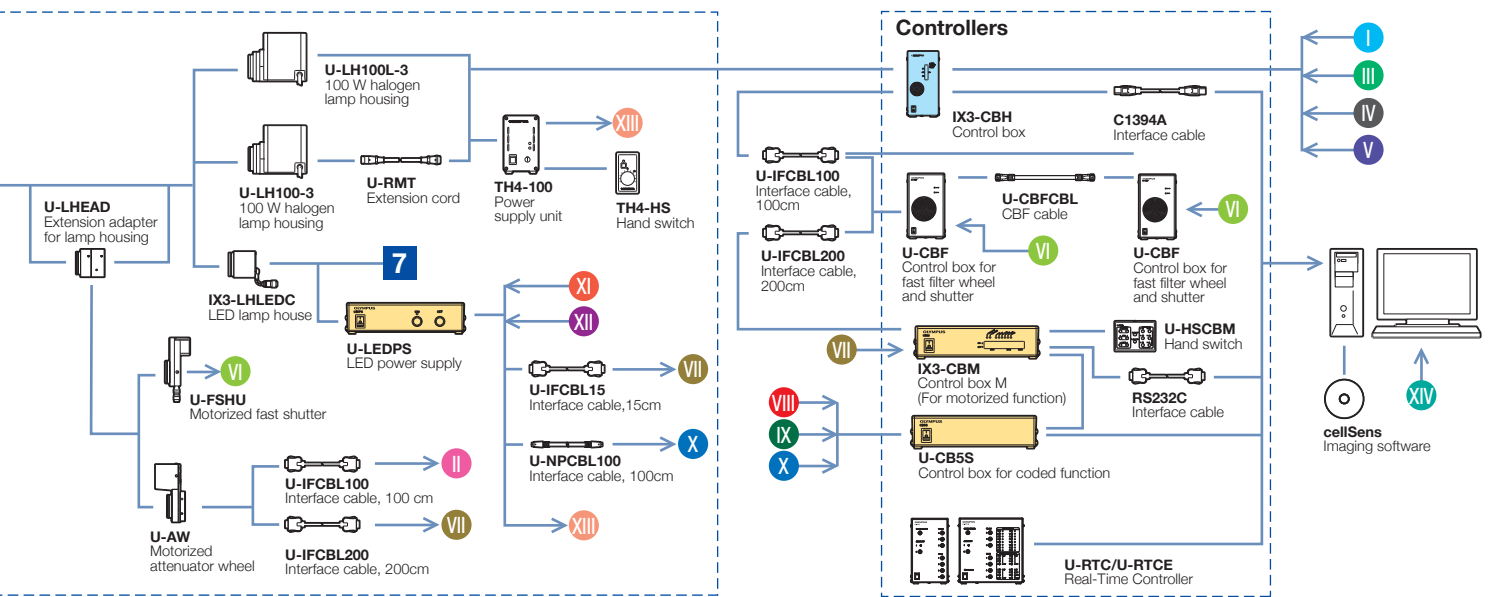 Controllers
U-LH100L-3
100 W halogen
lamp housing
I
III
IV
V
IX3-CBH
Control box
C1394A
Interface cable
XIII
U-LH100-3
100 W halogen
lamp housing
U-RMT
Extension cord
TH4-100
Power
supply unit
TH4-HS
Hand switch
U-IFCBL100
Interface cable,
100cm
U-CBFCBL
CBF cable
VI
U-LHEAD
Extension adapter
for lamp housing
U-IFCBL200
Interface cable,
200cm
U-CBF
Control box for
fast filter wheel
and shutter
VI
U-CBF
Control box for
fast filter wheel
and shutter
7
IX3-LHLEDC
LED lamp house
XI
XII
OLYMPUS
U-LEDPS
LED power supply
VII
OLYMPUS
IX3-CBM
Control box M
(For motorized function)
U-HSCBM
Hand switch
RS232C
Interface cable
VI
U-FSHU
Motorized fast shutter
U-IFCBL15
Interface cable,15cm
VII
VIII
IX
X
OLYMPUS
U-CB5S
Control box for coded function
XIV
cellSens
Imaging software
U-NPCBL100
Interface cable, 100cm
X
U-AW
Motorized
attenuator wheel
U-IFCBL100
Interface cable, 100 cm
II
U-IFCBL200
Interface cable, 200cm
VII
XIII
U-RTC/U-RTCE
Real-Time Controller